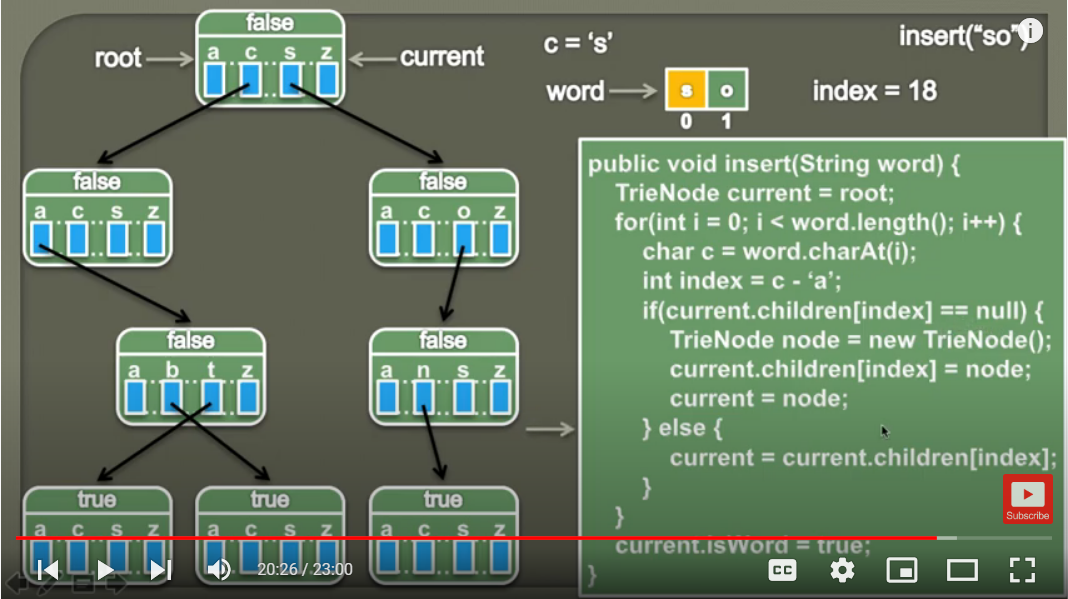 false
a c s z
root
current
c = ‘s’
insert(“so”)
i
word
s o
0 1
index = 18
false
a c s z
false
a c o z
false
a b t z
false
a n s z
true
a c s z
true
a c s z
true
a c s z
public void insert(String word) {
TrieNode current = root;
for(int i = 0; i < word.length(); i++) {
char c = word.charAt(i);
int index = c - ‘a’;
if(current.children[index] == null) {
TrieNode node = new TrieNode();
current.children[index] = node;
current = node;
} else {
current = current.children[index];
}
}
current.isWord = true;
}
Subscribe
20:26 / 23:00
CC